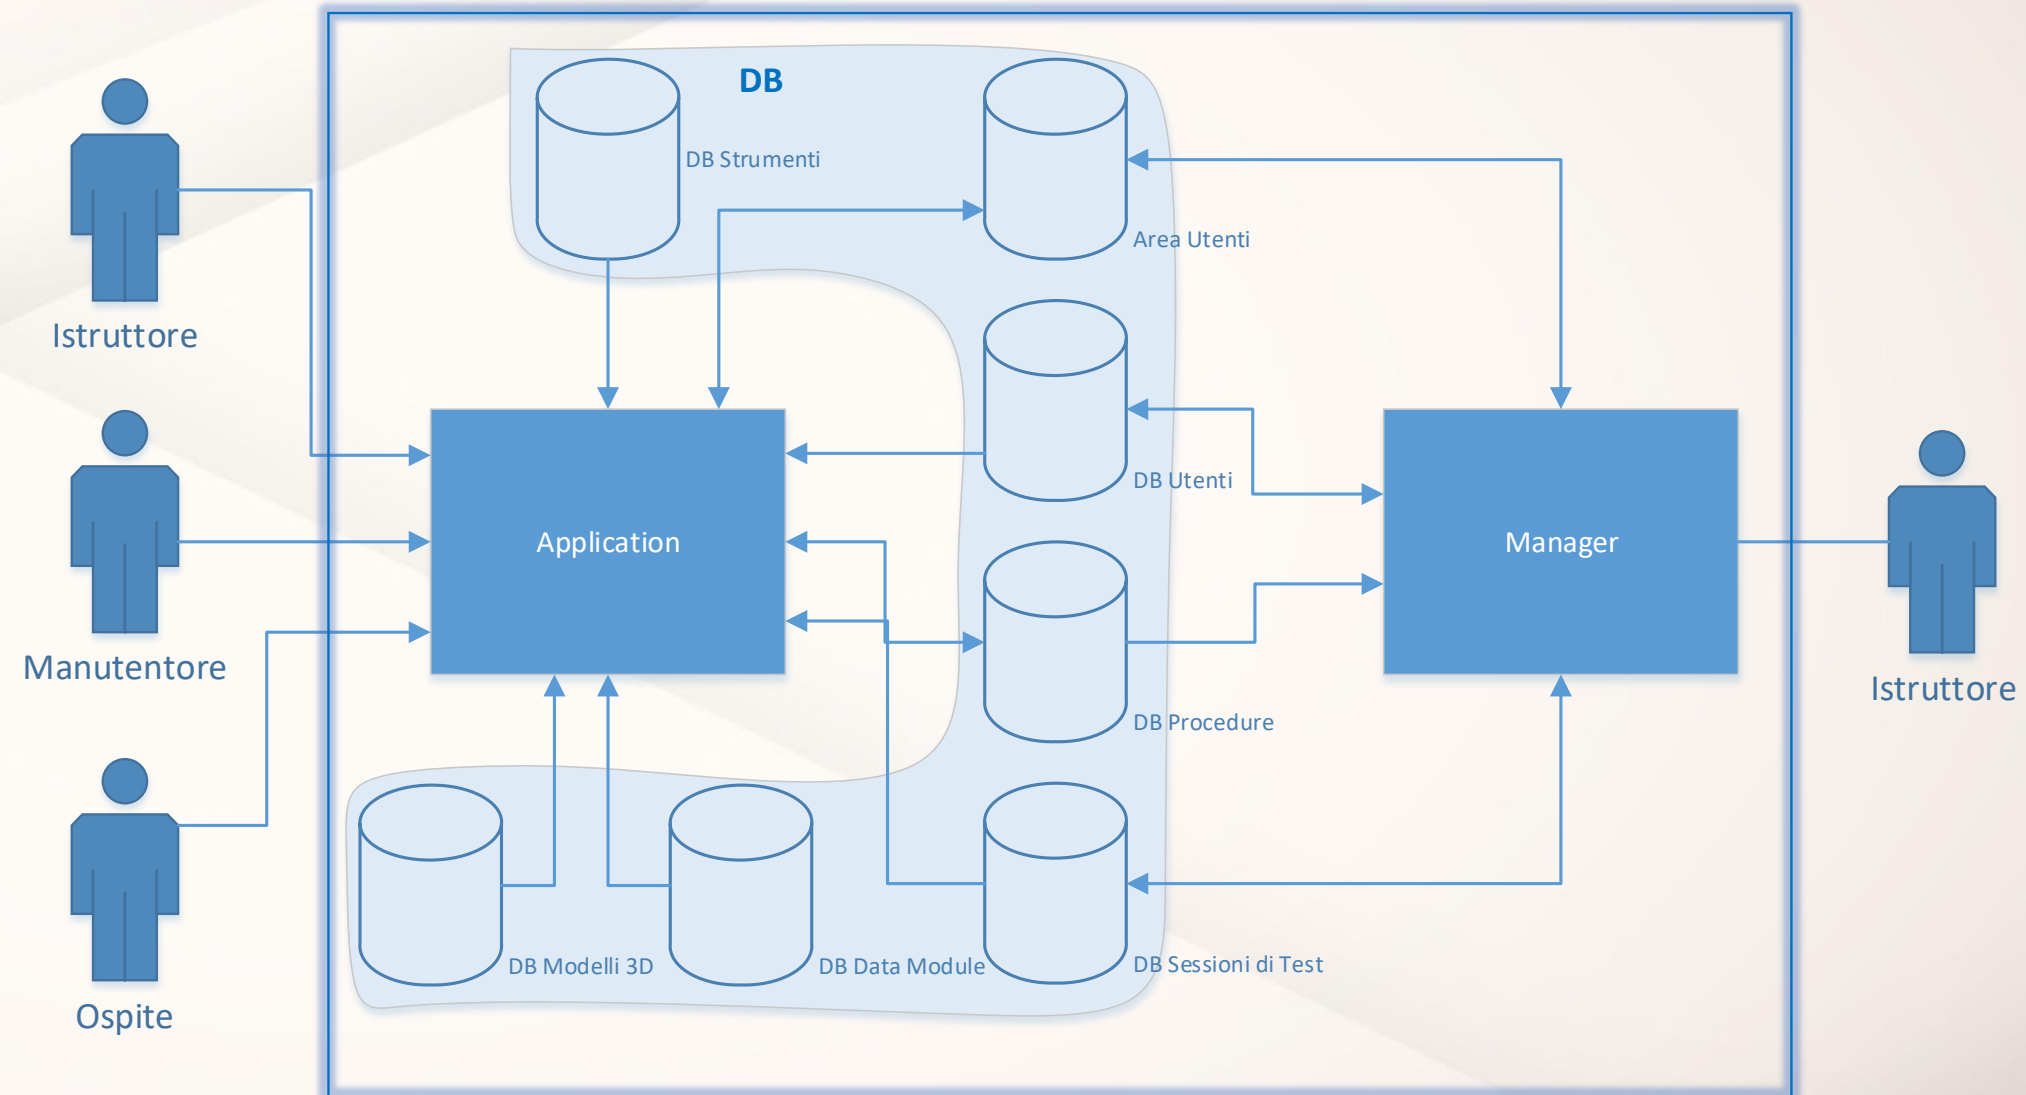 DB
DB Strumenti
Area Utenti
Istruttore
DB Utenti
Application
Manager
Manutentore
Istruttore
DB Procedure
DB Modelli 3D
DB Data Module
DB Sessioni di Test
Ospite